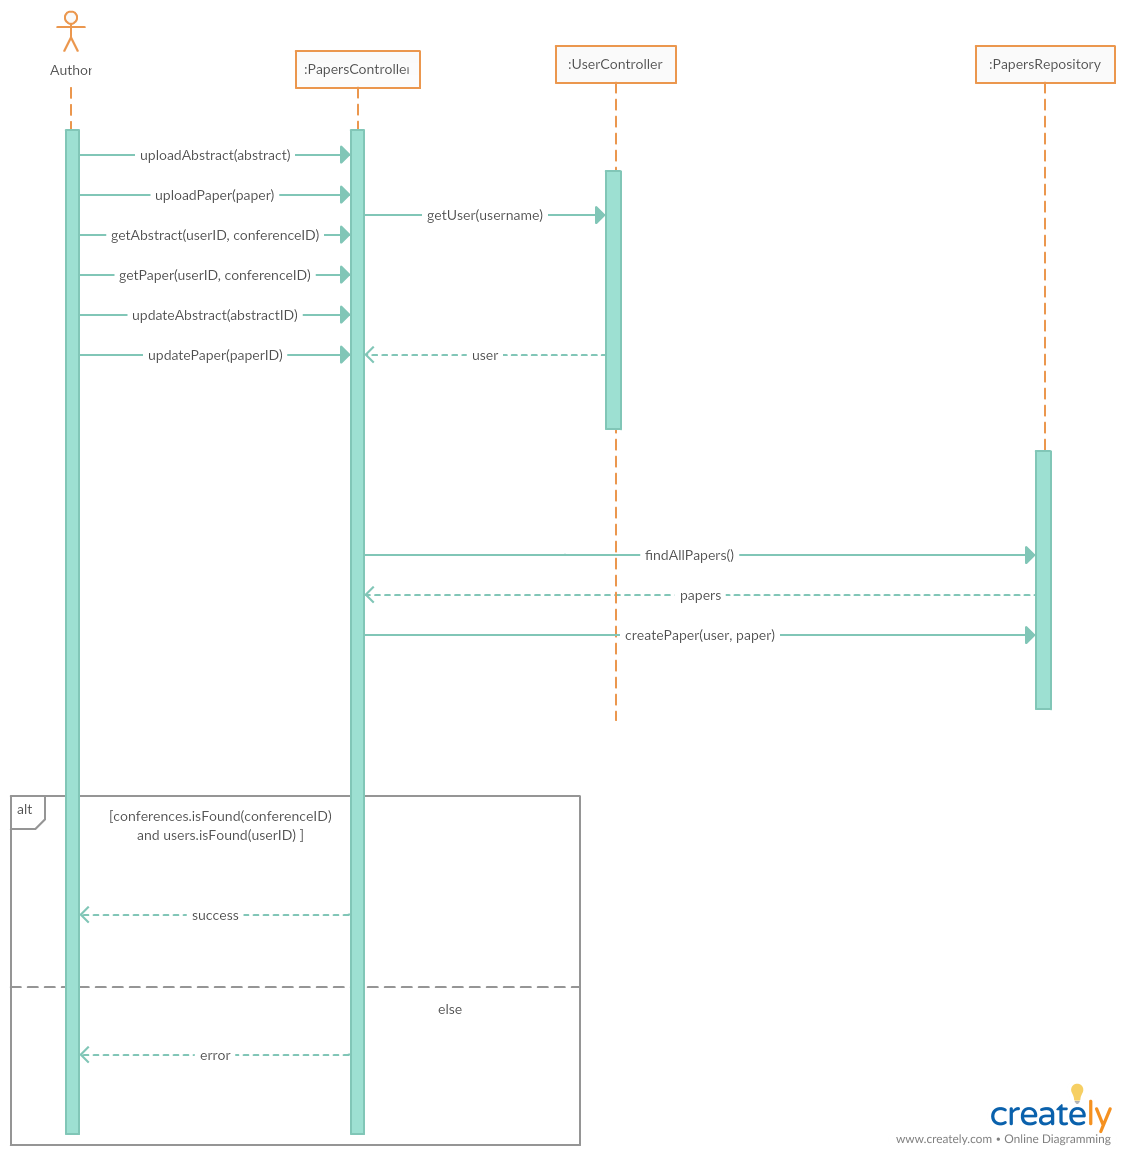 Author
:PapersController
:UserController
:PapersRepository
uploadAbstract(abstract)
uploadPaper(paper)
getUser(username)
getAbstract(userID, conferenceID)
getPaper(userID, conferenceID)
updateAbstract(abstractID)
updatePaper(paperID)
user
findAllPapers()
papers
createPaper(user, paper)
alt
[conferences.isFound(conferenceID)
and users.isFound(userID) ]
success
else
error
creately
www.creately.com • Online Diagramming